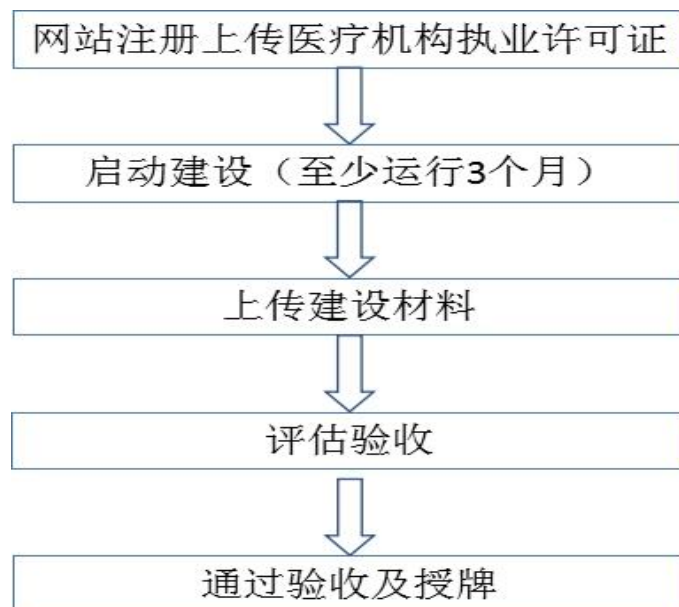 网站注册上传医疗机构执业许可证
启动建设（至少运行3个月）
上传建设材料
评估验收
通过验收及授牌